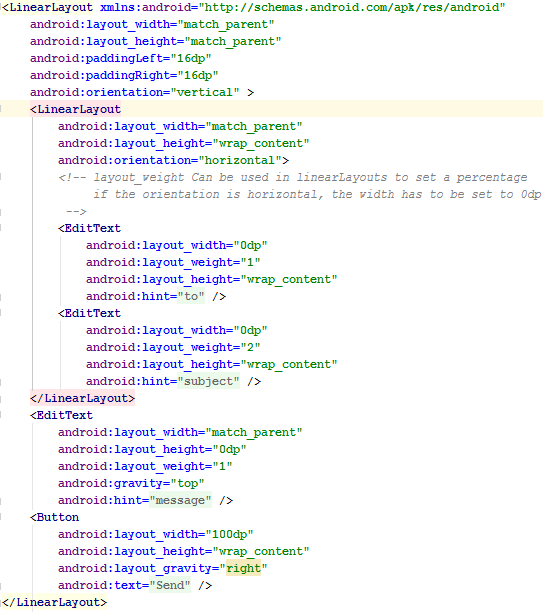 <LinearLayout xmlns:android="http://schemas.android.com/apk/res/android"
    android:layout_width="match_parent"
    android:layout_height="match_parent"
    android:paddingLeft="16dp"
    android:paddingRight="16dp"
    android:orientation="vertical" >
    <LinearLayout
        android:layout_width="match_parent"
        android:layout_height="wrap_content"
        android:orientation="horizontal">
        <!-- layout_weight Can be used in linearLayouts to set a percentage
             if the orientation is horizontal, the width has to be set to 0dp
         -->
        <EditText
            android:layout_width="0dp"
            android:layout_weight="1"
            android:layout_height="wrap_content"
            android:hint="to" />
        <EditText
            android:layout_width="0dp"
            android:layout_weight="2"
            android:layout_height="wrap_content"
            android:hint="subject" />
    </LinearLayout>
    <EditText
        android:layout_width="match_parent"
        android:layout_height="0dp"
        android:layout_weight="1"
        android:gravity="top"
        android:hint="message" />
    <Button
        android:layout_width="100dp"
        android:layout_height="wrap_content"
        android:layout_gravity="right"
        android:text="Send" />
</LinearLayout>